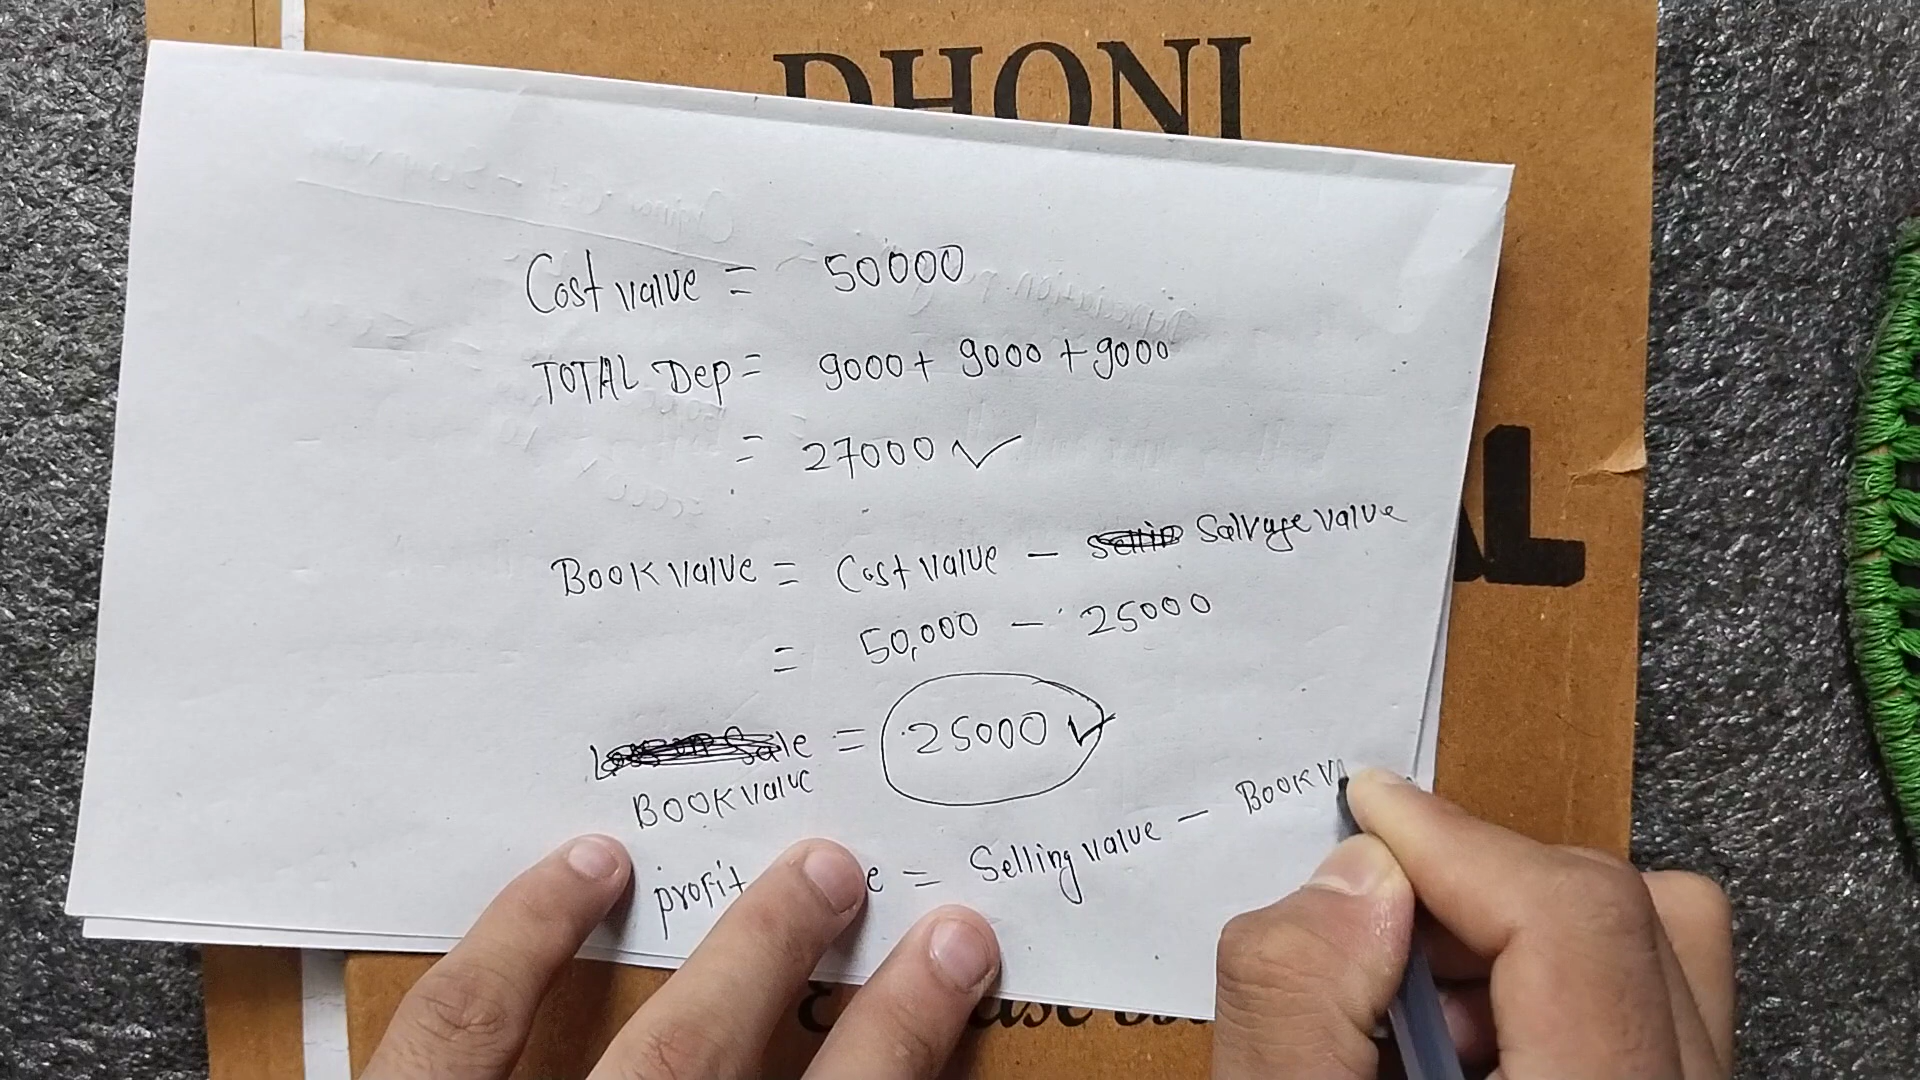 DHONI
Cost value = 50000
TOTAL Dep = 9000 + 9000 + 9000
= 27000 ✓
Book value = Cost value - Salvage value
= 50,000 - 25000
= 25000 ✓
Book value
profit = Selling value - Book V